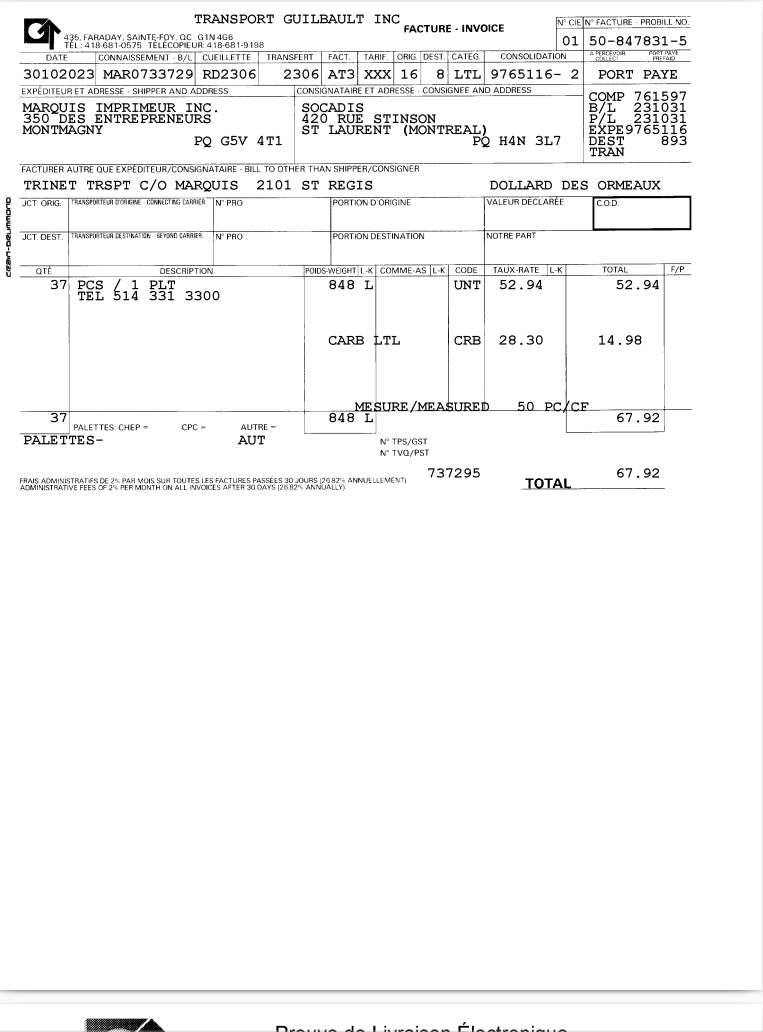 TRANSPORT GUILBAULT INC
FACTURE - INVOICE
435, FARADAY, SAINTE-FOY, QC G1N 4G6
TÉL.: 418-681-0575 TÉLÉCOPIEUR: 418-681-9198
N° CIE N° FACTURE - PROBILL NO.
01 50-847831-5
DATE CONNAISSEMENT - B/L CUEILLETTE TRANSFERT FACT. TARIF. ORIG. DEST. CATÉG. CONSOLIDATION À PERCEVOIR COLLECT PORT PAYÉ PREPAID
30102023 MAR0733729 RD2306 2306 AT3 XXX 16 8 LTL 9765116- 2 PORT PAYE
EXPÉDITEUR ET ADRESSE - SHIPPER AND ADDRESS
MARQUIS IMPRIMEUR INC.
350 DES ENTREPRENEURS
MONTMAGNY
PQ G5V 4T1
CONSIGNATAIRE ET ADRESSE - CONSIGNEE AND ADDRESS
SOCADIS
420 RUE STINSON
ST LAURENT (MONTREAL)
PQ H4N 3L7
COMP 761597
B/L 231031
P/L 231031
EXPE9765116
DEST 893
TRAN
FACTURER AUTRE QUE EXPÉDITEUR/CONSIGNATAIRE - BILL TO OTHER THAN SHIPPER/CONSIGNER
TRINET TRSPT C/O MARQUIS 2101 ST REGIS DOLLARD DES ORMEAUX
JCT. ORIG. TRANSPORTEUR D'ORIGINE - CONNECTING CARRIER N° PRO PORTION D'ORIGINE VALEUR DÉCLARÉE C.O.D.
JCT. DEST. TRANSPORTEUR DESTINATION - BEYOND CARRIER N° PRO PORTION DESTINATION NOTRE PART
QTÉ DESCRIPTION POIDS-WEIGHT L-K COMME-AS L-K CODE TAUX-RATE L-K TOTAL F/P
37 PCS / 1 PLT 848 L UNT 52.94 52.94
TEL 514 331 3300
CARB LTL CRB 28.30 14.98
MESURE/MEASURED 50 PC/CF
37 848 L 67.92
PALETTES: CHEP = CPC = AUTRE =
PALETTES- AUT
N° TPS/GST
N° TVQ/PST
737295 TOTAL 67.92
FRAIS ADMINISTRATIFS DE 2% PAR MOIS SUR TOUTES LES FACTURES PASSÉES 30 JOURS (26.82% ANNUELLEMENT)
ADMINISTRATIVE FEES OF 2% PER MONTH ON ALL INVOICES AFTER 30 DAYS (26.82% ANNUALLY)
Preuve de Livraison Électronique